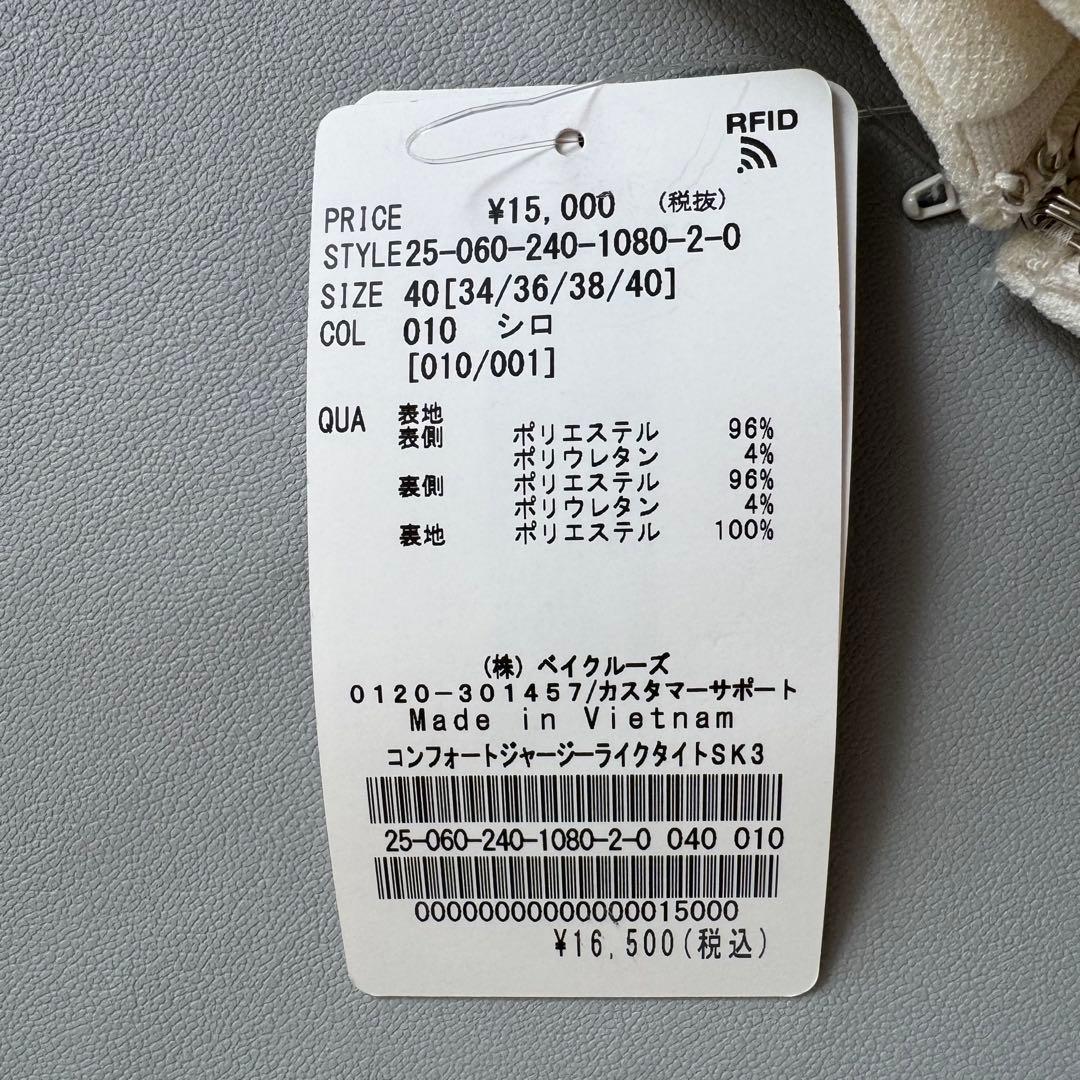 RFID
PRICE ¥15,000 (税抜)
STYLE 25-060-240-1080-2-0
SIZE 40[34/36/38/40]
COL 010 シロ
[010/001]
QUA 表地
表側 ポリエステル 96%
ポリウレタン 4%
裏側 ポリエステル 96%
ポリウレタン 4%
裏地 ポリエステル 100%
(株)ベイクルーズ
0120-301457/カスタマーサポート
Made in Vietnam
コンフォートジャージーライクタイトSK3
25-060-240-1080-2-0 040 010
00000000000000015000
¥16,500(税込)